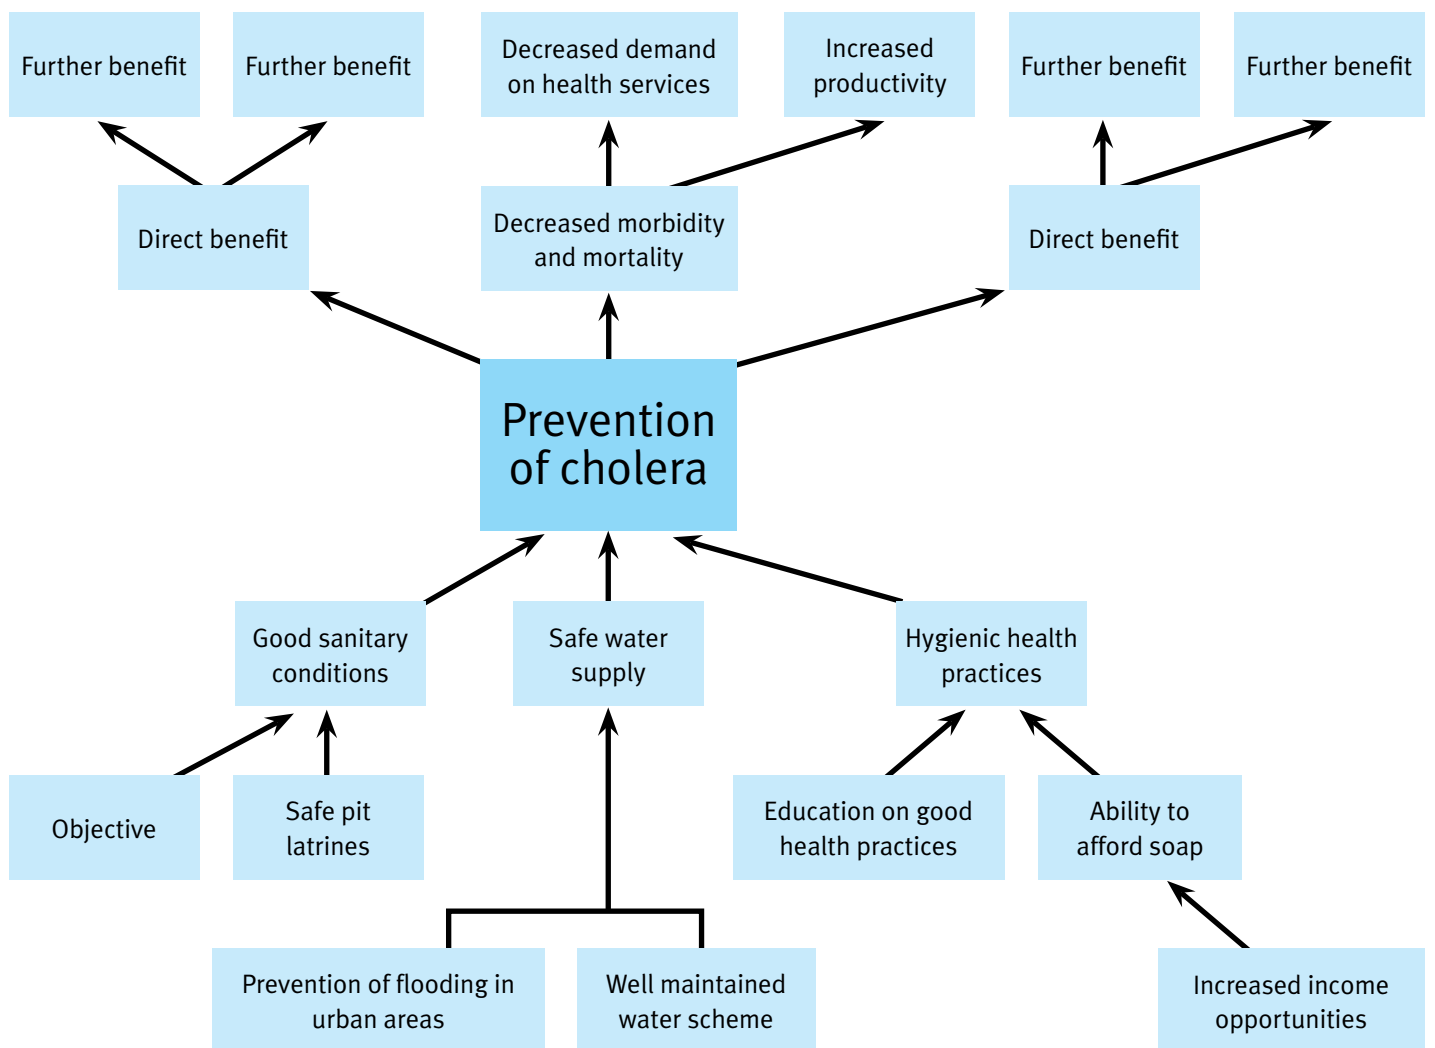 Further benefit
Further benefit
Decreased demand
on health services
Increased
productivity
Further benefit
Further benefit
Direct benefit
Decreased morbidity
and mortality
Direct benefit
Prevention
of cholera
Good sanitary
conditions
Safe water
supply
Hygienic health
practices
Objective
Safe pit
latrines
Education on good
health practices
Ability to
afford soap
Prevention of flooding in
urban areas
Well maintained
water scheme
Increased income
opportunities